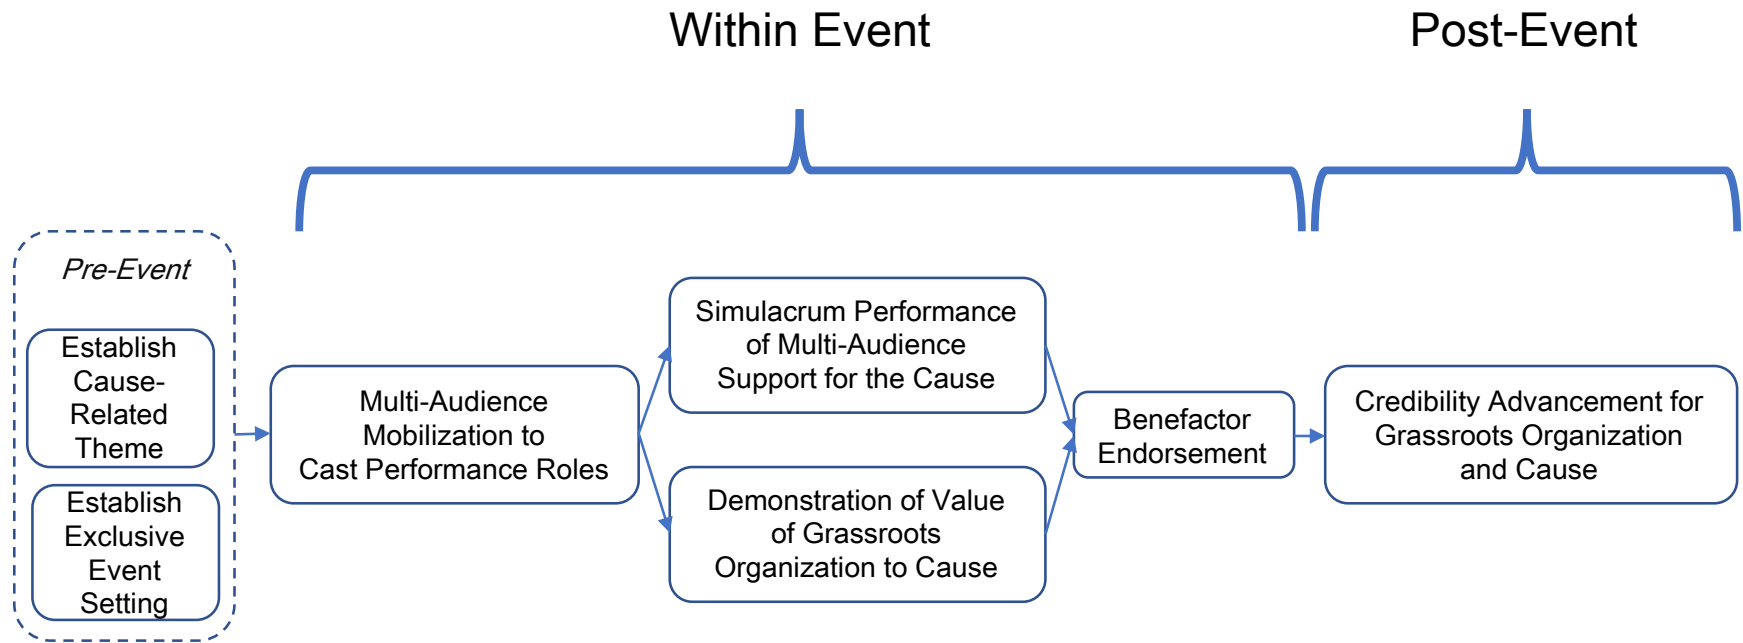 Within Event
Post-Event
Pre-Event
Establish
Cause-
Related
Theme
Establish
Exclusive
Event
Setting
Multi-Audience
Mobilization to
Cast Performance Roles
Simulacrum Performance
of Multi-Audience
Support for the Cause
Demonstration of Value
of Grassroots
Organization to Cause
Benefactor
Endorsement
Credibility Advancement for
Grassroots Organization
and Cause